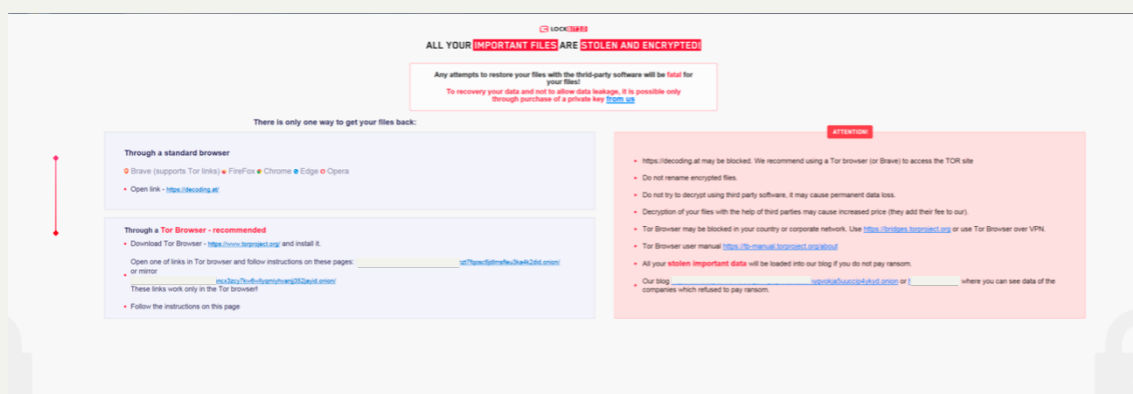 LOCKBIT 2.0
ALL YOUR IMPORTANT FILES ARE STOLEN AND ENCRYPTED!
Any attempts to restore your files with the thrid-party software will be fatal for
your files!
To recovery your data and not to allow data leakage, it is possible only
through purchase of a private key from us
There is only one way to get your files back:
Through a standard browser
Brave (supports Tor links) FireFox Chrome Edge Opera
Open link - https://decoding.at/
Through a Tor Browser - recommended
Download Tor Browser - https://www.torproject.org/ and install it.
Open one of links in Tor browser and follow instructions on these pages:
or mirror
These links work only in the Tor browser!
Follow the instructions on this page
ATTENTION!
https://decoding.at may be blocked. We recommend using a Tor browser (or Brave) to access the TOR site
Do not rename encrypted files.
Do not try to decrypt using third party software, it may cause permanent data loss.
Decryption of your files with the help of third parties may cause increased price (they add their fee to our).
Tor Browser may be blocked in your country or corporate network. Use https://bridges.torproject.org or use Tor Browser over VPN.
Tor Browser user manual https://tb-manual.torproject.org/about
All your stolen important data will be loaded into our blog if you do not pay ransom.
Our blog or where you can see data of the
companies which refused to pay ransom.